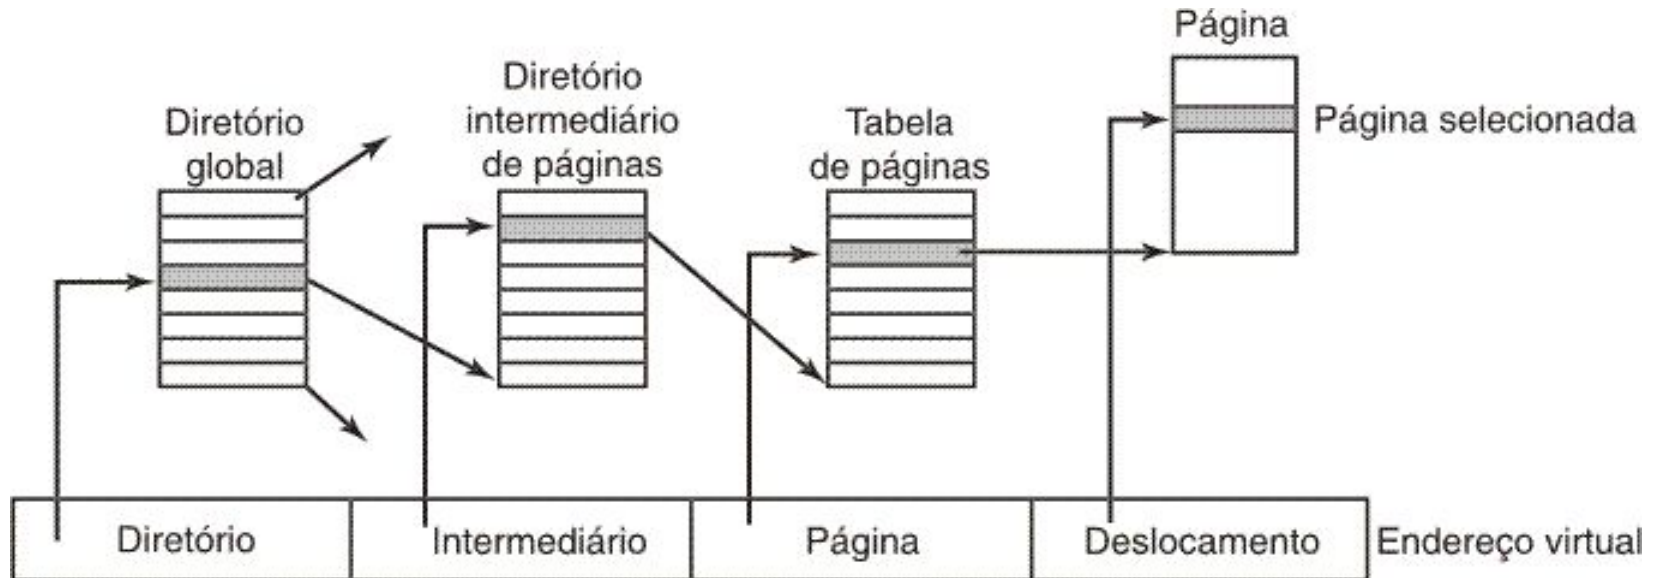 Página
Página selecionada
Diretório
intermediário
de páginas
Diretório
global
Tabela
de páginas
Diretório
Intermediário
Página
Deslocamento
Endereço virtual